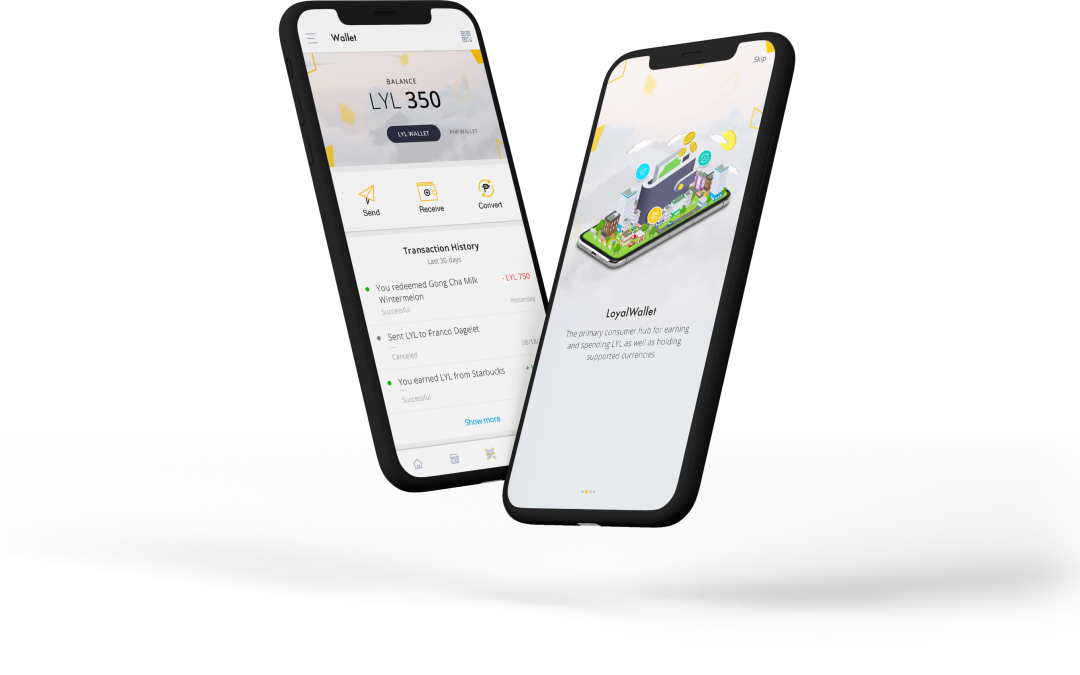 Wallet
BALANCE
LYL 350
LYL WALLET
PHP WALLET
Send
Receive
Convert
Transaction History
Last 30 days
You redeemed Gong Cha Milk
Wintermelon
- LYL 750
Successful
Yesterday
Sent LYL to Franco Dagelet
Canceled
You earned LYL from Starbucks
Successful
Show more
Skip
LoyalWallet
The primary consumer hub for earning
and spending LYL as well as holding
supported currencies